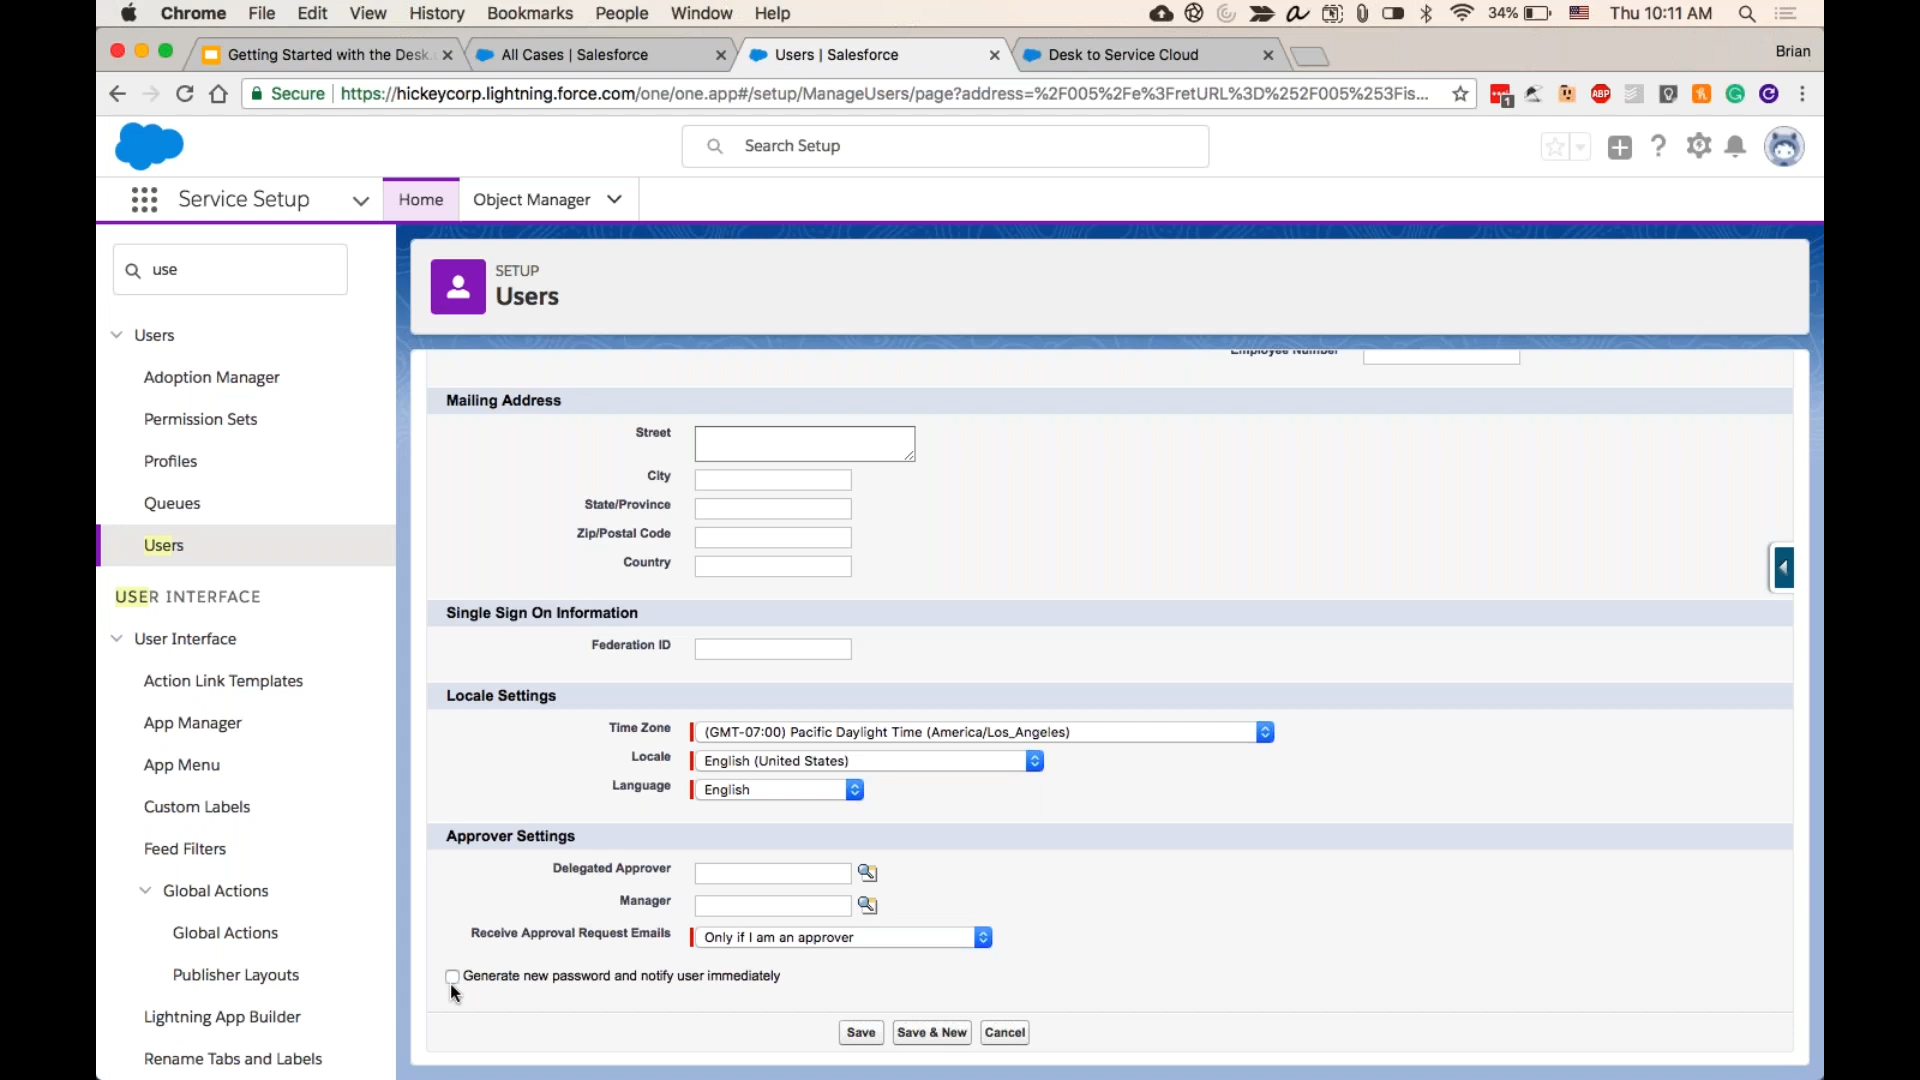 Chrome File Edit View History Bookmarks People Window Help 34% Thu 10:11 AM
Getting Started with the Desk. All Cases | Salesforce Users | Salesforce Desk to Service Cloud Brian
Secure https://hickeycorp.lightning.force.com/one/one.app#/setup/ManageUsers/page?address=%2F005%2Fe%3FretURL%3D%252F005%253Fis... 1 ABP
Search Setup
Service Setup Home Object Manager
use
SETUP
Users
Users
Adoption Manager
Permission Sets
Profiles
Queues
Users
USER INTERFACE
User Interface
Action Link Templates
App Manager
App Menu
Custom Labels
Feed Filters
Global Actions
Global Actions
Publisher Layouts
Lightning App Builder
Rename Tabs and Labels
Employee Number
Mailing Address
Street
City
State/Province
Zip/Postal Code
Country
Single Sign On Information
Federation ID
Locale Settings
Time Zone (GMT-07:00) Pacific Daylight Time (America/Los_Angeles)
Locale English (United States)
Language English
Approver Settings
Delegated Approver
Manager
Receive Approval Request Emails Only if I am an approver
Generate new password and notify user immediately
Save Save & New Cancel